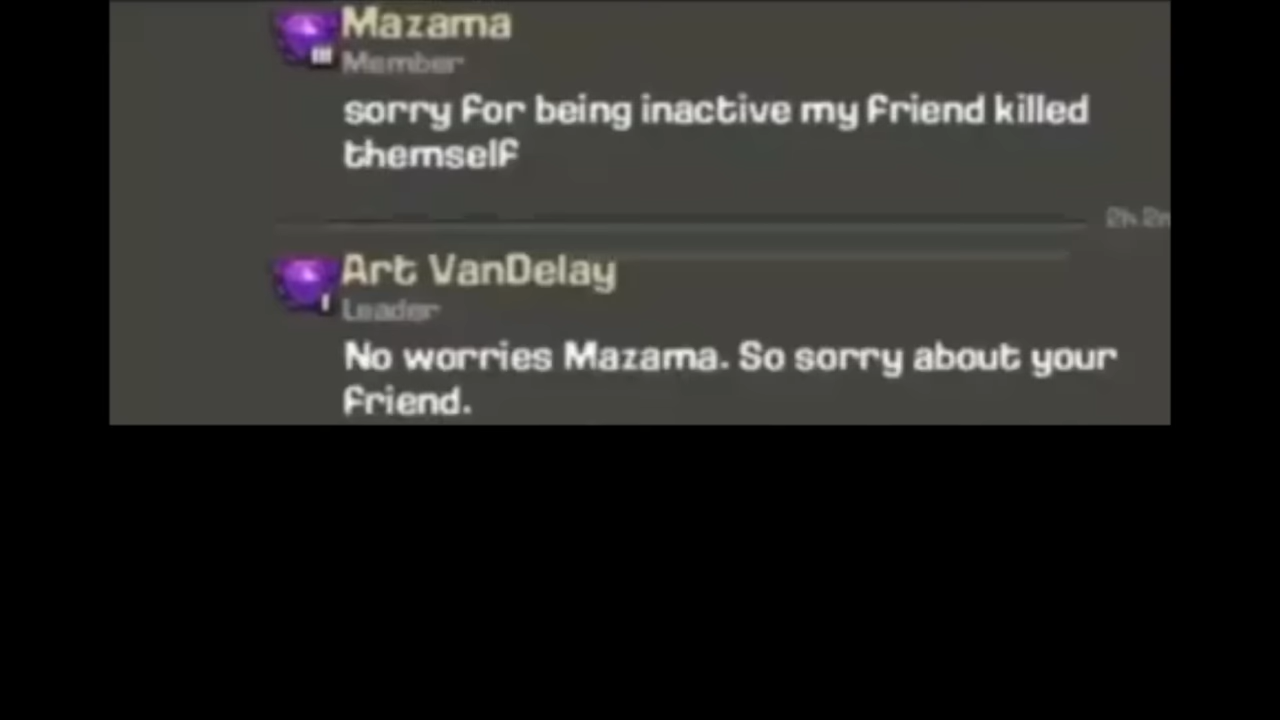 Mazama
Member
sorry for being inactive my friend killed
themself
Art VanDelay
Leader
No worries Mazama. So sorry about your
friend.